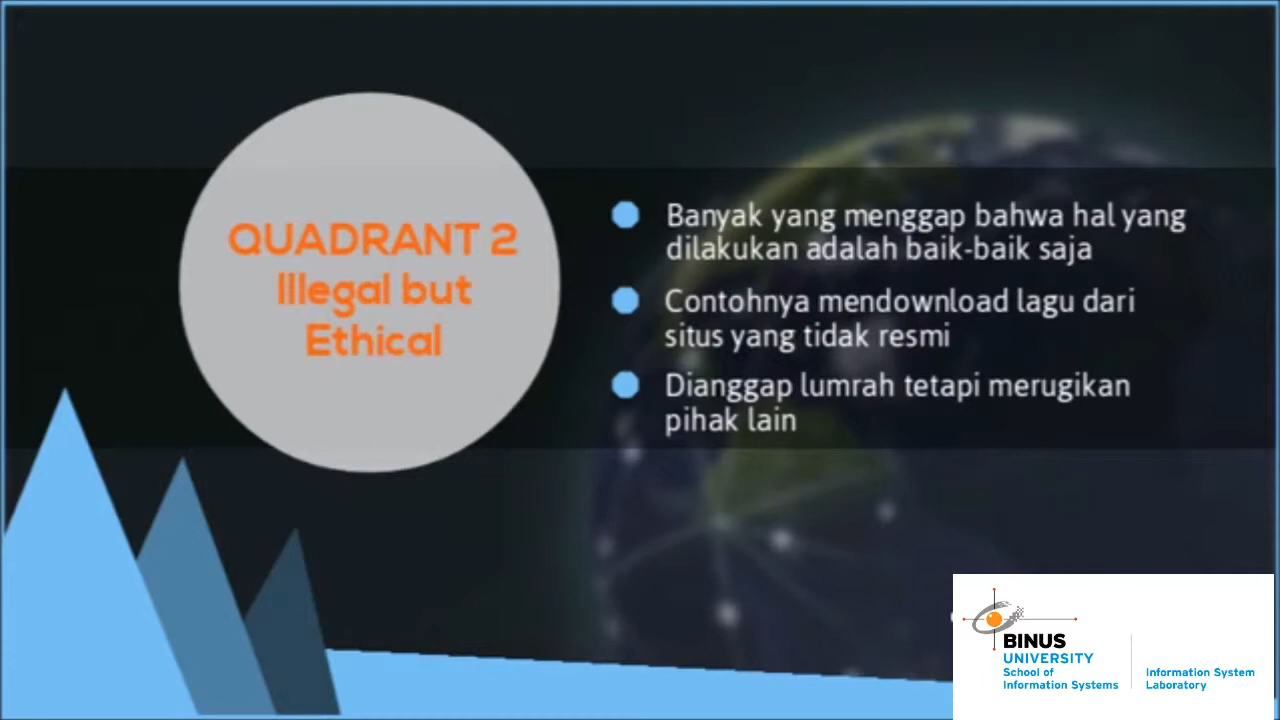 QUADRANT 2
Illegal but
Ethical
Banyak yang menggap bahwa hal yang
dilakukan adalah baik-baik saja
Contohnya mendownload lagu dari
situs yang tidak resmi
Dianggap lumrah tetapi merugikan
pihak lain
BINUS
UNIVERSITY
School of
Information Systems
Information System
Laboratory